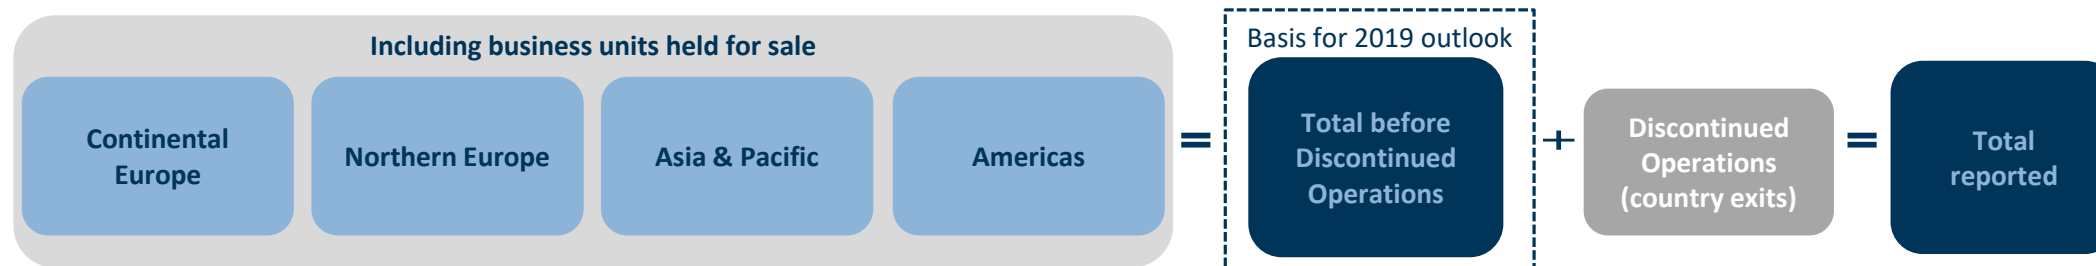 Including business units held for sale
Continental
Europe
Northern Europe
Asia & Pacific
Americas
=
Basis for 2019 outlook
Total before
Discontinued
Operations
+
Discontinued
Operations
(country exits)
=
Total
reported